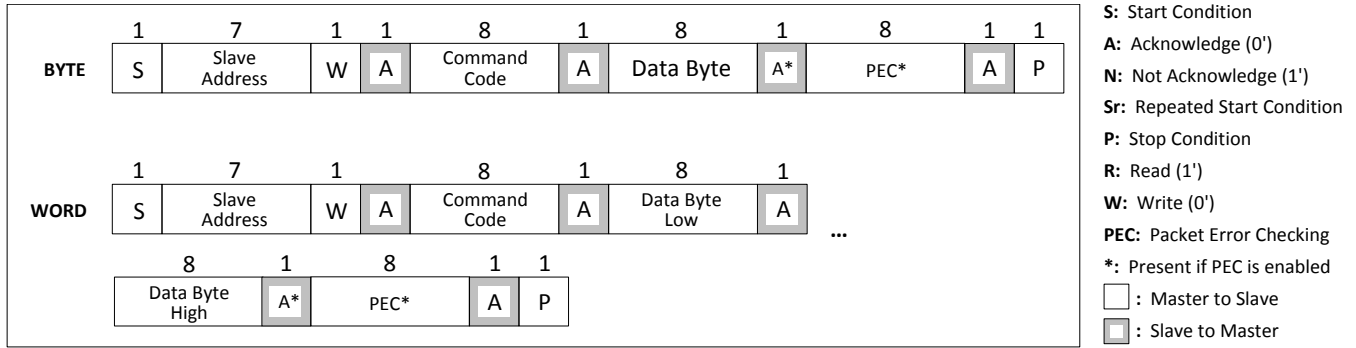 1 7 1 1 8 1 8 1 8 1 1
BYTE S Slave Address W A Command Code A Data Byte A* PEC* A P
1 7 1 8 1 8 1
WORD S Slave Address W A Command Code A Data Byte Low A ...
8 1 8 1 1
Data Byte High A* PEC* A P
S: Start Condition
A: Acknowledge (0')
N: Not Acknowledge (1')
Sr: Repeated Start Condition
P: Stop Condition
R: Read (1')
W: Write (0')
PEC: Packet Error Checking
*: Present if PEC is enabled
: Master to Slave
: Slave to Master